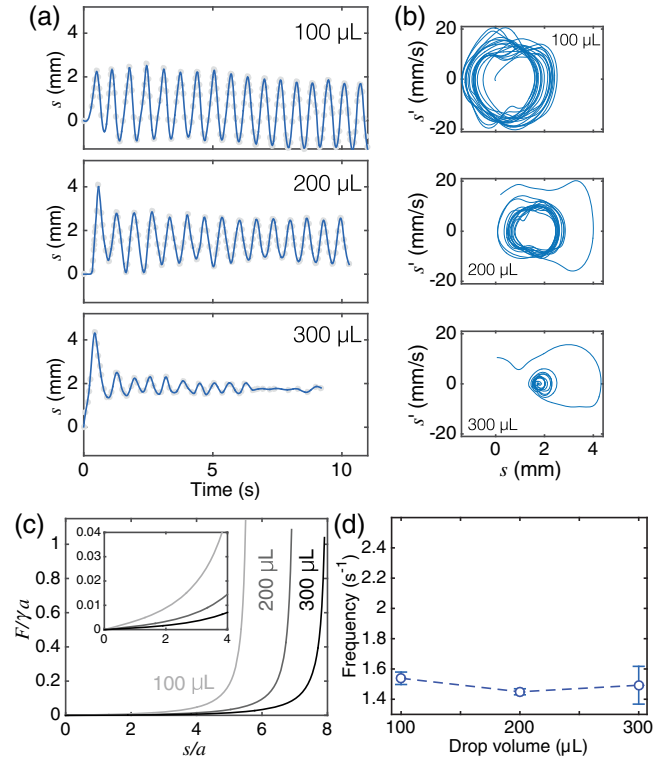 (a)
100 µL
4
2
0
s (mm)
200 µL
4
2
0
s (mm)
300 µL
4
2
0
s (mm)
0
5
10
Time (s)
(b)
20
0
-20
s' (mm/s)
100 µL
20
0
-20
s' (mm/s)
200 µL
20
0
-20
s' (mm/s)
300 µL
0
2
4
s (mm)
(c)
1
0.8
0.6
0.4
0.2
0
F/γa
0.04
0.03
0.02
0.01
0
0
2
4
100 µL
200 µL
300 µL
0
2
4
6
8
s/a
(d)
2.4
2.2
2
1.8
1.6
1.4
Frequency (s⁻¹)
100
200
300
Drop volume (µL)